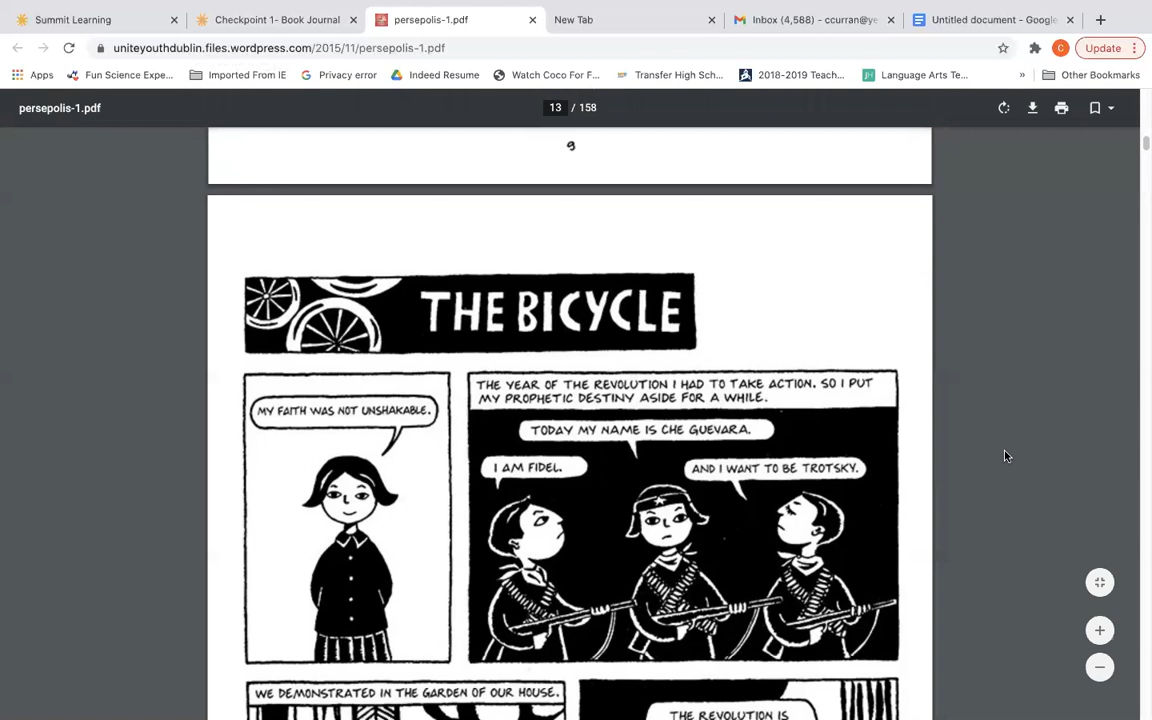 Summit Learning
Checkpoint 1- Book Journal
persepolis-1.pdf
New Tab
Inbox (4,588) - ccurran@ye
Untitled document - Google
uniteyouthdublin.files.wordpress.com/2015/11/persepolis-1.pdf
C
Update
Apps
Fun Science Expe...
Imported From IE
Privacy error
Indeed Resume
Watch Coco For F...
Transfer High Sch...
2018-2019 Teach...
Language Arts Te...
»
Other Bookmarks
persepolis-1.pdf
13 / 158
9
THE BICYCLE
MY FAITH WAS NOT UNSHAKABLE.
THE YEAR OF THE REVOLUTION I HAD TO TAKE ACTION. SO I PUT
MY PROPHETIC DESTINY ASIDE FOR A WHILE.
TODAY MY NAME IS CHE GUEVARA.
I AM FIDEL.
AND I WANT TO BE TROTSKY.
WE DEMONSTRATED IN THE GARDEN OF OUR HOUSE.
THE REVOLUTION IS